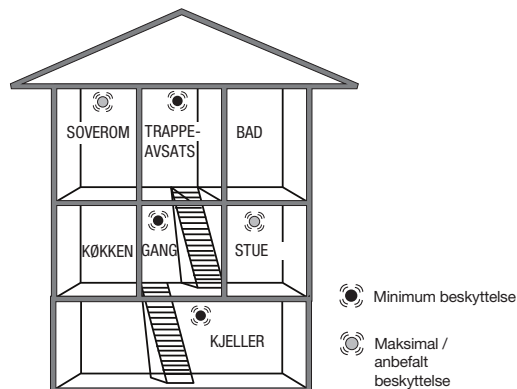 SOVEROM
TRAPPE-
AVSATS
BAD
KØKKEN
GANG
STUE
KJELLER
Minimum beskyttelse
Maksimal /
anbefalt
beskyttelse